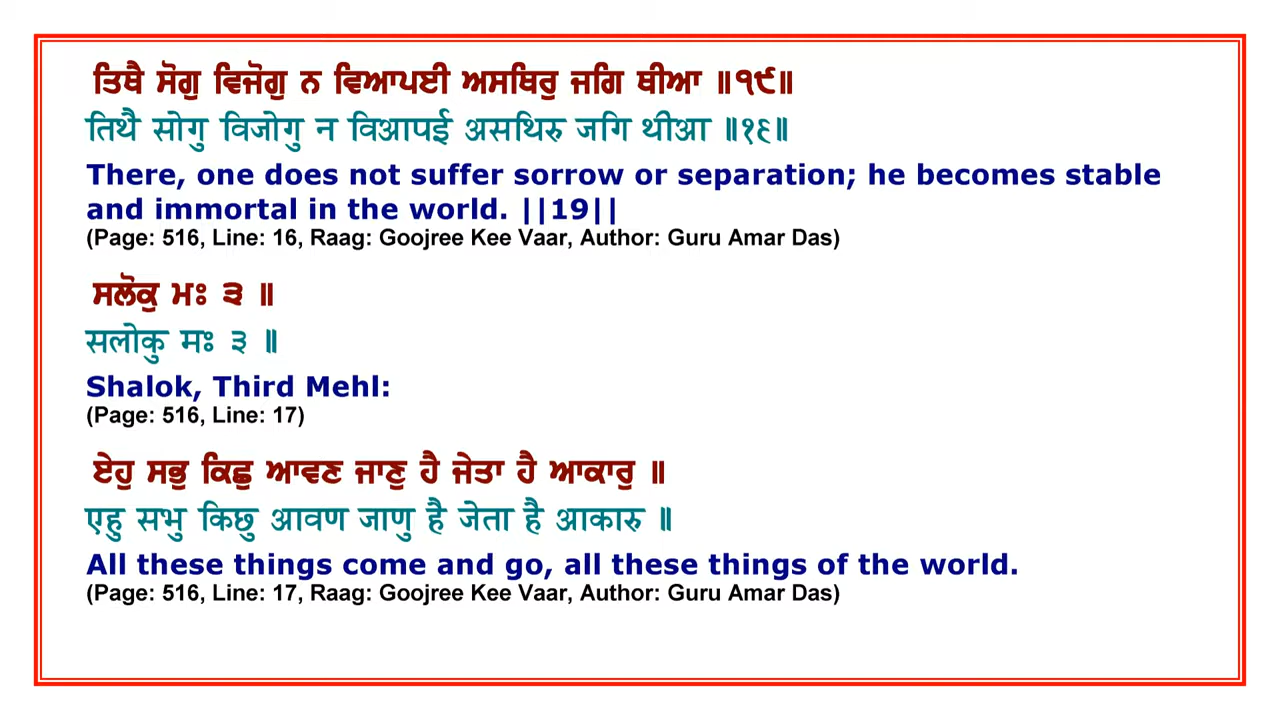 ਤਿਥੈ ਸੋਗੁ ਵਿਜੋਗੁ ਨ ਵਿਆਪਈ ਅਸਥਿਰੁ ਜਗਿ ਥੀਆ ॥੧੯॥
तिथै सोगु विजोगु न विआपई असथिरु जगि थीआ ॥१९॥
There, one does not suffer sorrow or separation; he becomes stable
and immortal in the world. ||19||
(Page: 516, Line: 16, Raag: Goojree Kee Vaar, Author: Guru Amar Das)
ਸਲੋਕੁ ਮਃ ੩ ॥
सलोकु मः ३ ॥
Shalok, Third Mehl:
(Page: 516, Line: 17)
ਏਹੁ ਸਭੁ ਕਿਛੁ ਆਵਣ ਜਾਣੁ ਹੈ ਜੇਤਾ ਹੈ ਆਕਾਰੁ ॥
एहु सभु किछु आवण जाणु है जेता है आकारु ॥
All these things come and go, all these things of the world.
(Page: 516, Line: 17, Raag: Goojree Kee Vaar, Author: Guru Amar Das)